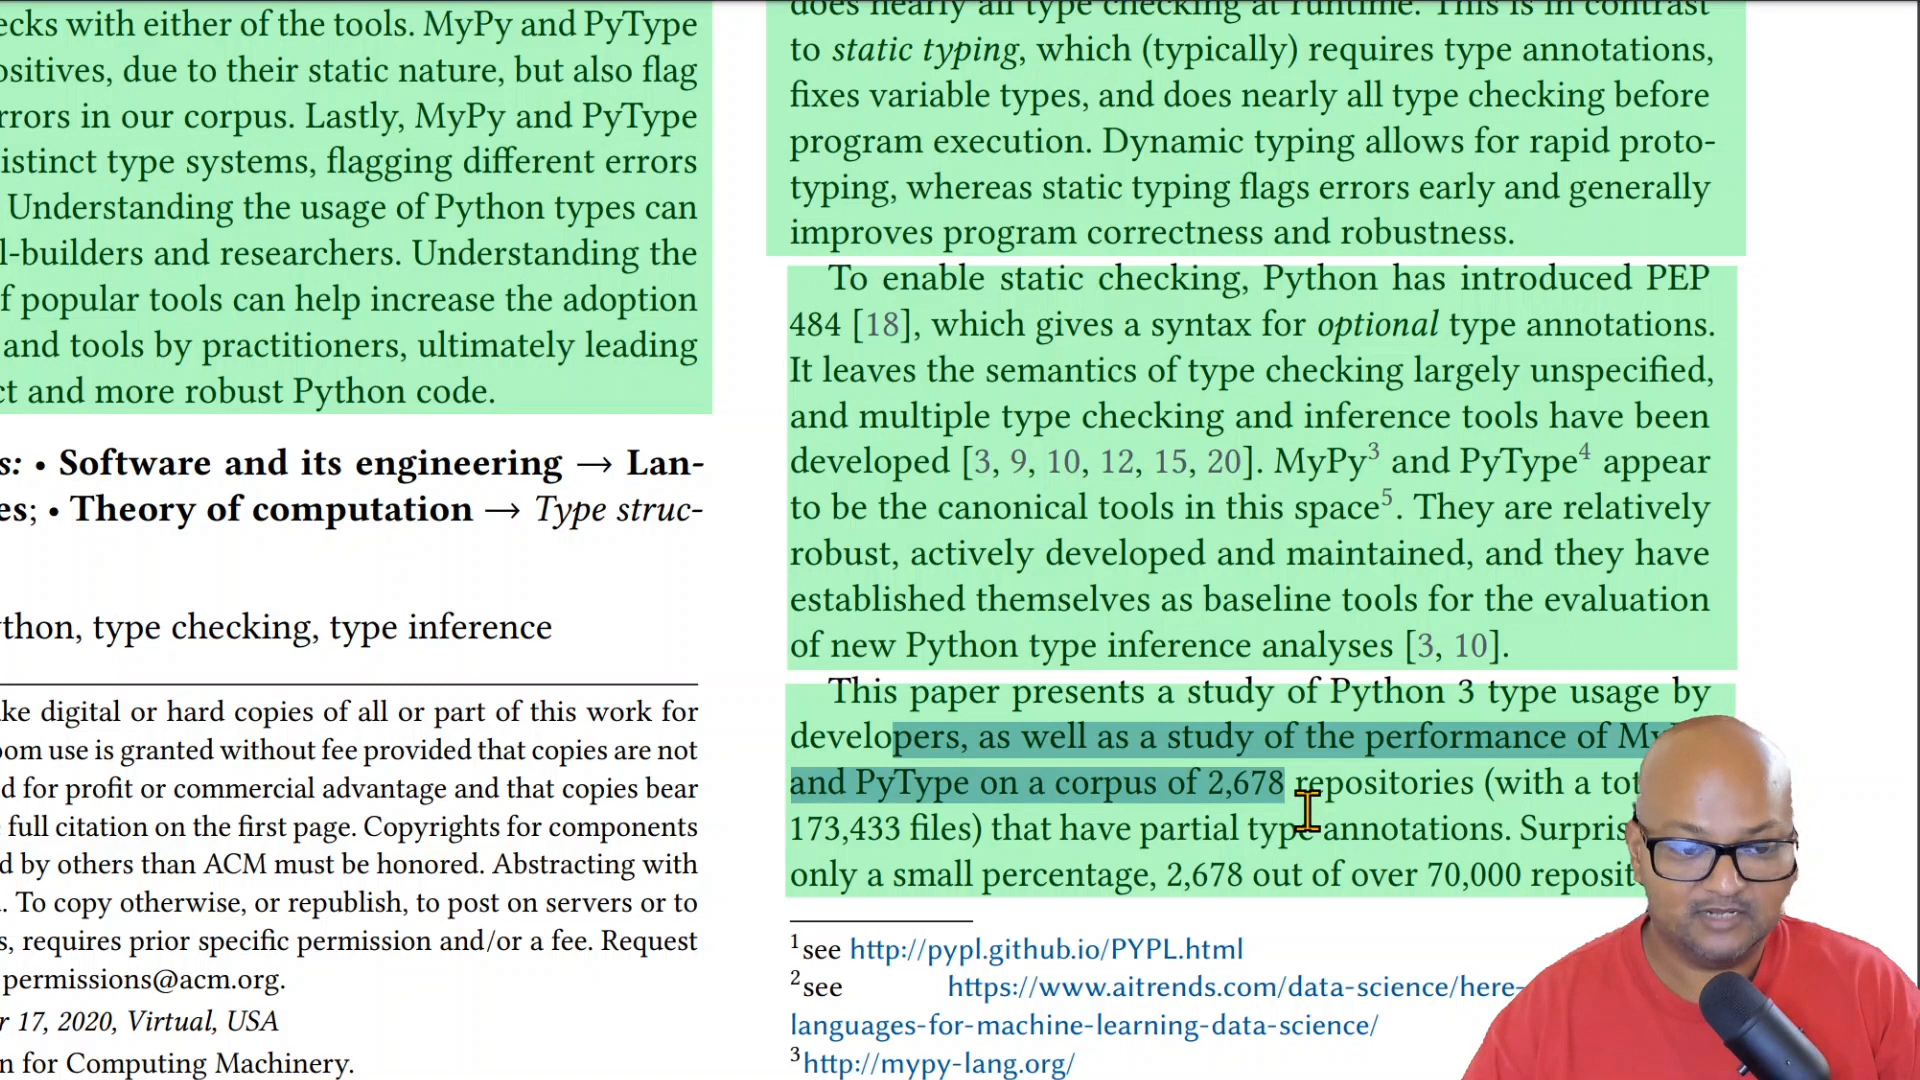 ecks with either of the tools. MyPy and PyType
ositives, due to their static nature, but also flag
rrors in our corpus. Lastly, MyPy and PyType
istinct type systems, flagging different errors
Understanding the usage of Python types can
l-builders and researchers. Understanding the
f popular tools can help increase the adoption
and tools by practitioners, ultimately leading
ct and more robust Python code.
s: • Software and its engineering → Lan-
es; • Theory of computation → Type struc-
thon, type checking, type inference
ke digital or hard copies of all or part of this work for
oom use is granted without fee provided that copies are not
d for profit or commercial advantage and that copies bear
full citation on the first page. Copyrights for components
d by others than ACM must be honored. Abstracting with
. To copy otherwise, or republish, to post on servers or to
s, requires prior specific permission and/or a fee. Request
permissions@acm.org.
r 17, 2020, Virtual, USA
n for Computing Machinery.
does nearly all type checking at runtime. This is in contrast
to static typing, which (typically) requires type annotations,
fixes variable types, and does nearly all type checking before
program execution. Dynamic typing allows for rapid proto-
typing, whereas static typing flags errors early and generally
improves program correctness and robustness.
To enable static checking, Python has introduced PEP
484 [18], which gives a syntax for optional type annotations.
It leaves the semantics of type checking largely unspecified,
and multiple type checking and inference tools have been
developed [3, 9, 10, 12, 15, 20]. MyPy3 and PyType4 appear
to be the canonical tools in this space5. They are relatively
robust, actively developed and maintained, and they have
established themselves as baseline tools for the evaluation
of new Python type inference analyses [3, 10].
This paper presents a study of Python 3 type usage by
developers, as well as a study of the performance of My
and PyType on a corpus of 2,678 repositories (with a tot
173,433 files) that have partial type annotations. Surpris
only a small percentage, 2,678 out of over 70,000 reposit
1see http://pypl.github.io/PYPL.html
2see https://www.aitrends.com/data-science/here-
languages-for-machine-learning-data-science/
3http://mypy-lang.org/